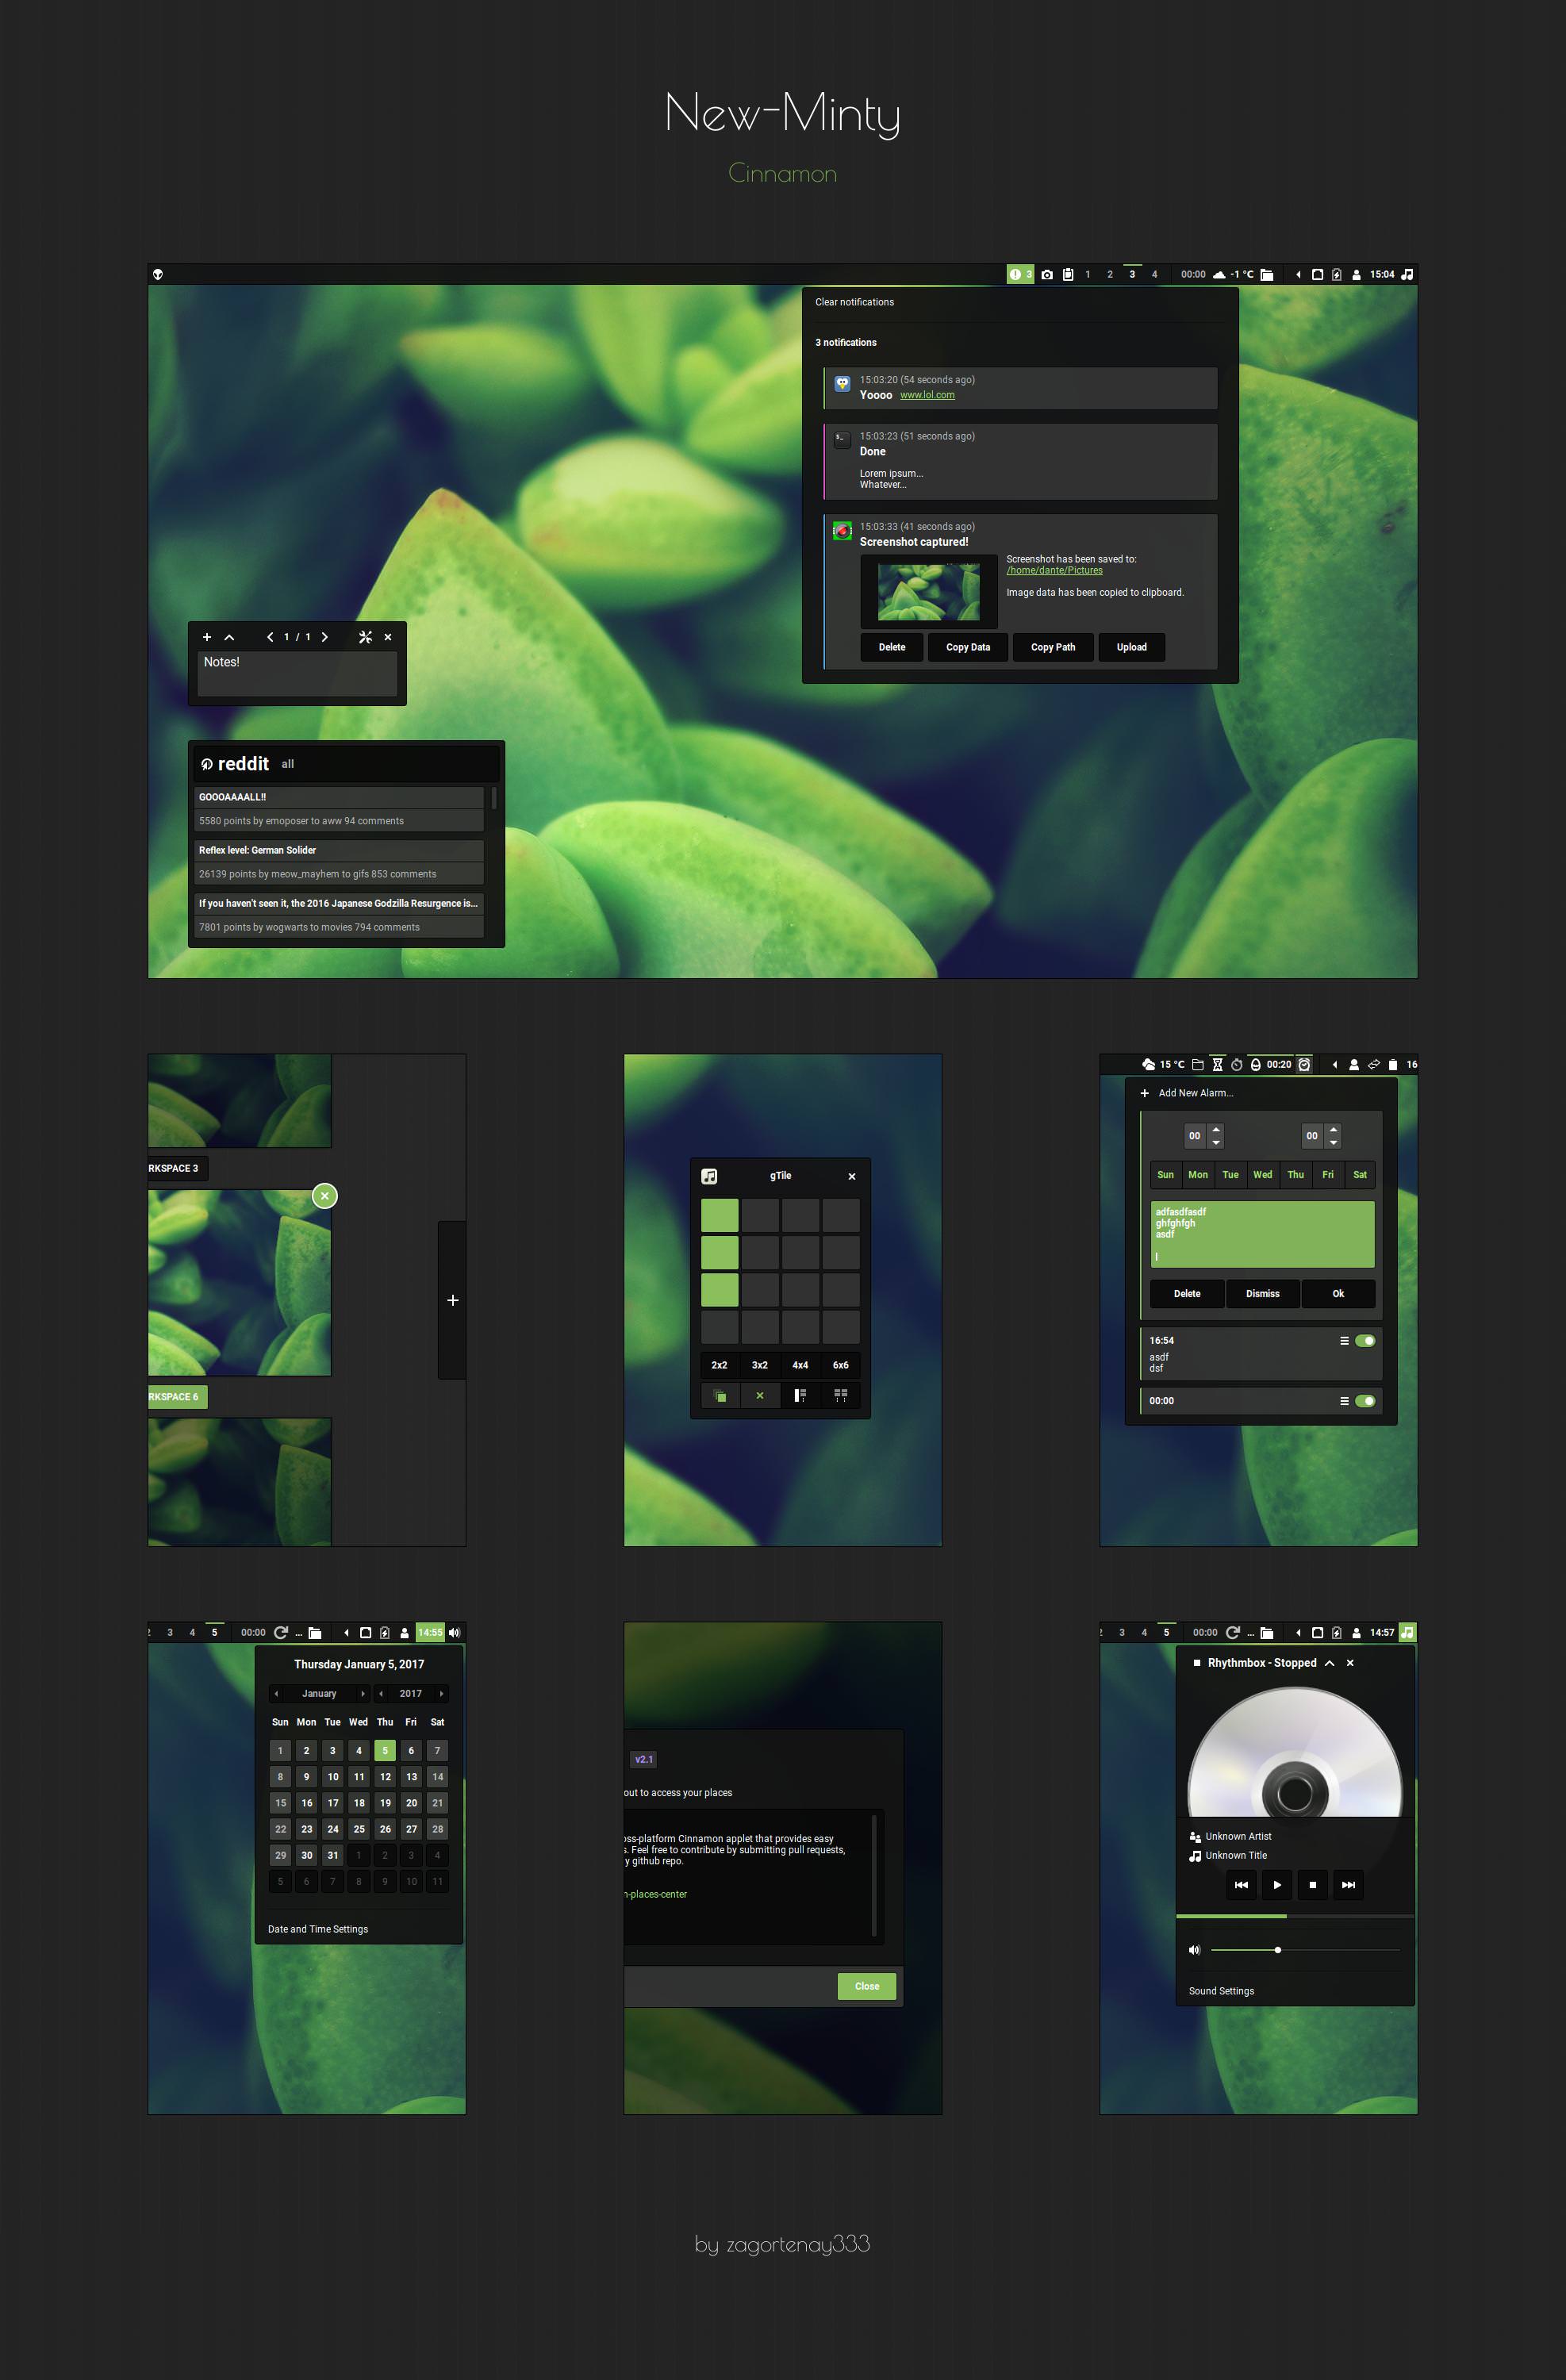 New-Minty
Cinnamon
3 1 2 3 4 00:00 -1 °C 15:04
Clear notifications
3 notifications
15:03:20 (54 seconds ago)
Yoooo www.lol.com
15:03:23 (51 seconds ago)
Done
Lorem ipsum...
Whatever...
15:03:33 (41 seconds ago)
Screenshot captured!
Screenshot has been saved to:
/home/dante/Pictures
Image data has been copied to clipboard.
Delete Copy Data Copy Path Upload
1 / 1
Notes!
reddit all
GOOOAAAALL!!
5580 points by emoposer to aww 94 comments
Reflex level: German Solider
26139 points by meow_mayhem to gifs 853 comments
If you haven't seen it, the 2016 Japanese Godzilla Resurgence is...
7801 points by wogwarts to movies 794 comments
RKSPACE 3
RKSPACE 6
gTile
2x2 3x2 4x4 6x6
15 °C 00:20 16
Add New Alarm...
00 00
Sun Mon Tue Wed Thu Fri Sat
adfasdfasdf
ghfghfgh
asdf
Delete Dismiss Ok
16:54
asdf
dsf
00:00
2 3 4 5 00:00 ... 14:55
Thursday January 5, 2017
January 2017
Sun Mon Tue Wed Thu Fri Sat
1 2 3 4 5 6 7
8 9 10 11 12 13 14
15 16 17 18 19 20 21
22 23 24 25 26 27 28
29 30 31 1 2 3 4
5 6 7 8 9 10 11
Date and Time Settings
v2.1
out to access your places
oss-platform Cinnamon applet that provides easy
s. Feel free to contribute by submitting pull requests,
y github repo.
n-places-center
Close
2 3 4 5 00:00 ... 14:57
Rhythmbox - Stopped
Unknown Artist
Unknown Title
Sound Settings
by zagortenay333